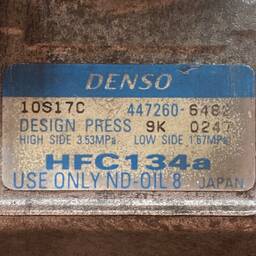 DENSO
10S17C 447260-
DESIGN PRESS 9K 0247
HIGH SIDE 3.53MPa LOW SIDE 1.67MPa
HFC134a
USE ONLY ND-OIL 8 JAPAN